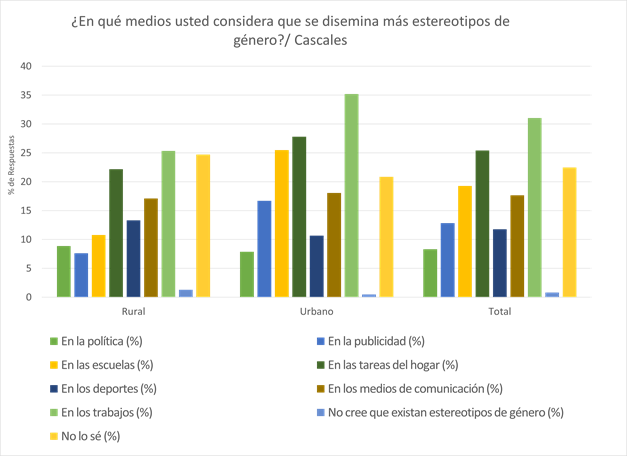 ¿En qué medios usted considera que se disemina más estereotipos de
género?/ Cascales
% de Respuestas
40
35
30
25
20
15
10
5
0
Rural Urbano Total
En la política (%) En la publicidad (%)
En las escuelas (%) En las tareas del hogar (%)
En los deportes (%) En los medios de comunicación (%)
En los trabajos (%) No cree que existan estereotipos de género (%)
No lo sé (%)